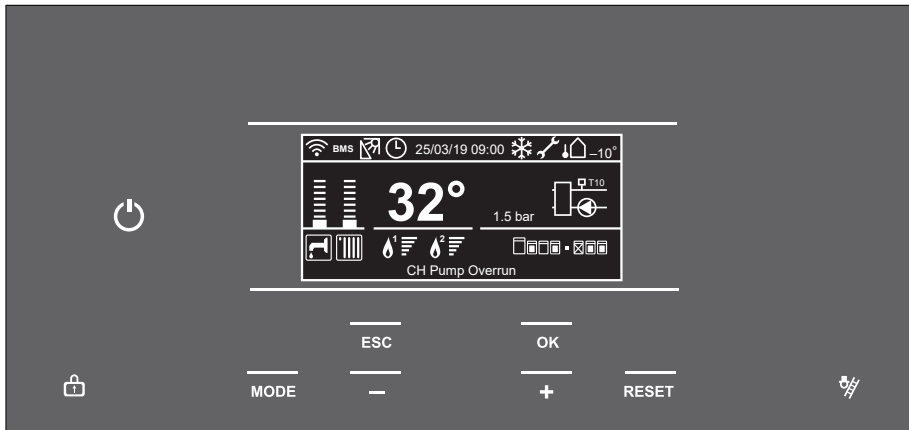 BMS 25/03/19 09:00 –10°
T10
32°
1.5 bar
1 2
CH Pump Overrun
ESC OK
MODE – + RESET